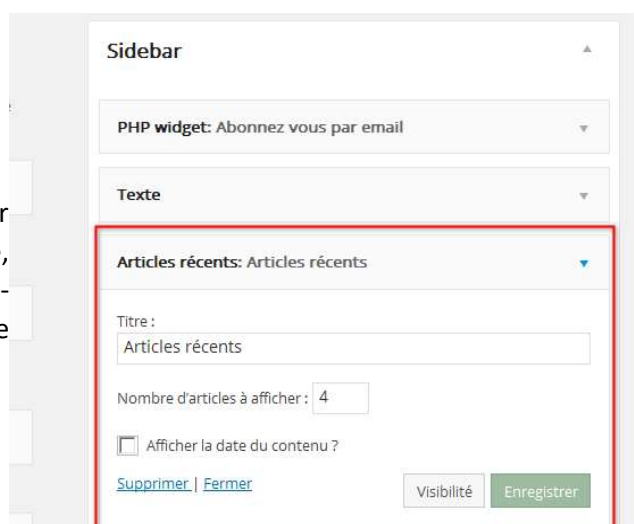 Sidebar
PHP widget: Abonnez vous par email
Texte
Articles récents: Articles récents
Titre :
Articles récents
Nombre d'articles à afficher : 4
Afficher la date du contenu ?
Supprimer | Fermer
Visibilité Enregistrer